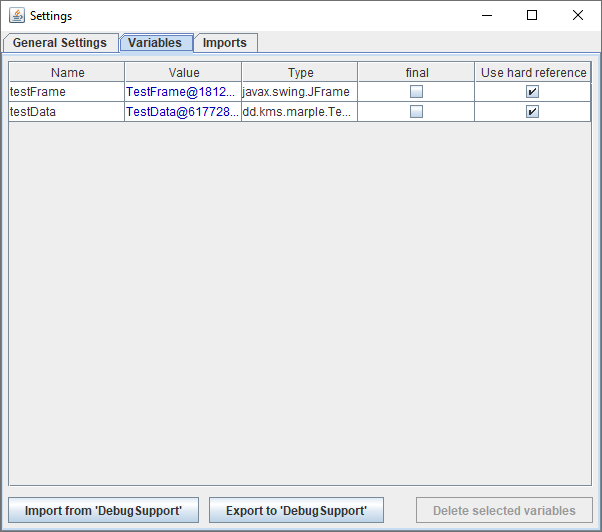 Settings
General Settings Variables Imports
Name Value Type final Use hard reference
testFrame TestFrame@1812... javax.swing.JFrame
testData TestData@617728... dd.kms.marple.Te...
Import from 'DebugSupport' Export to 'DebugSupport' Delete selected variables